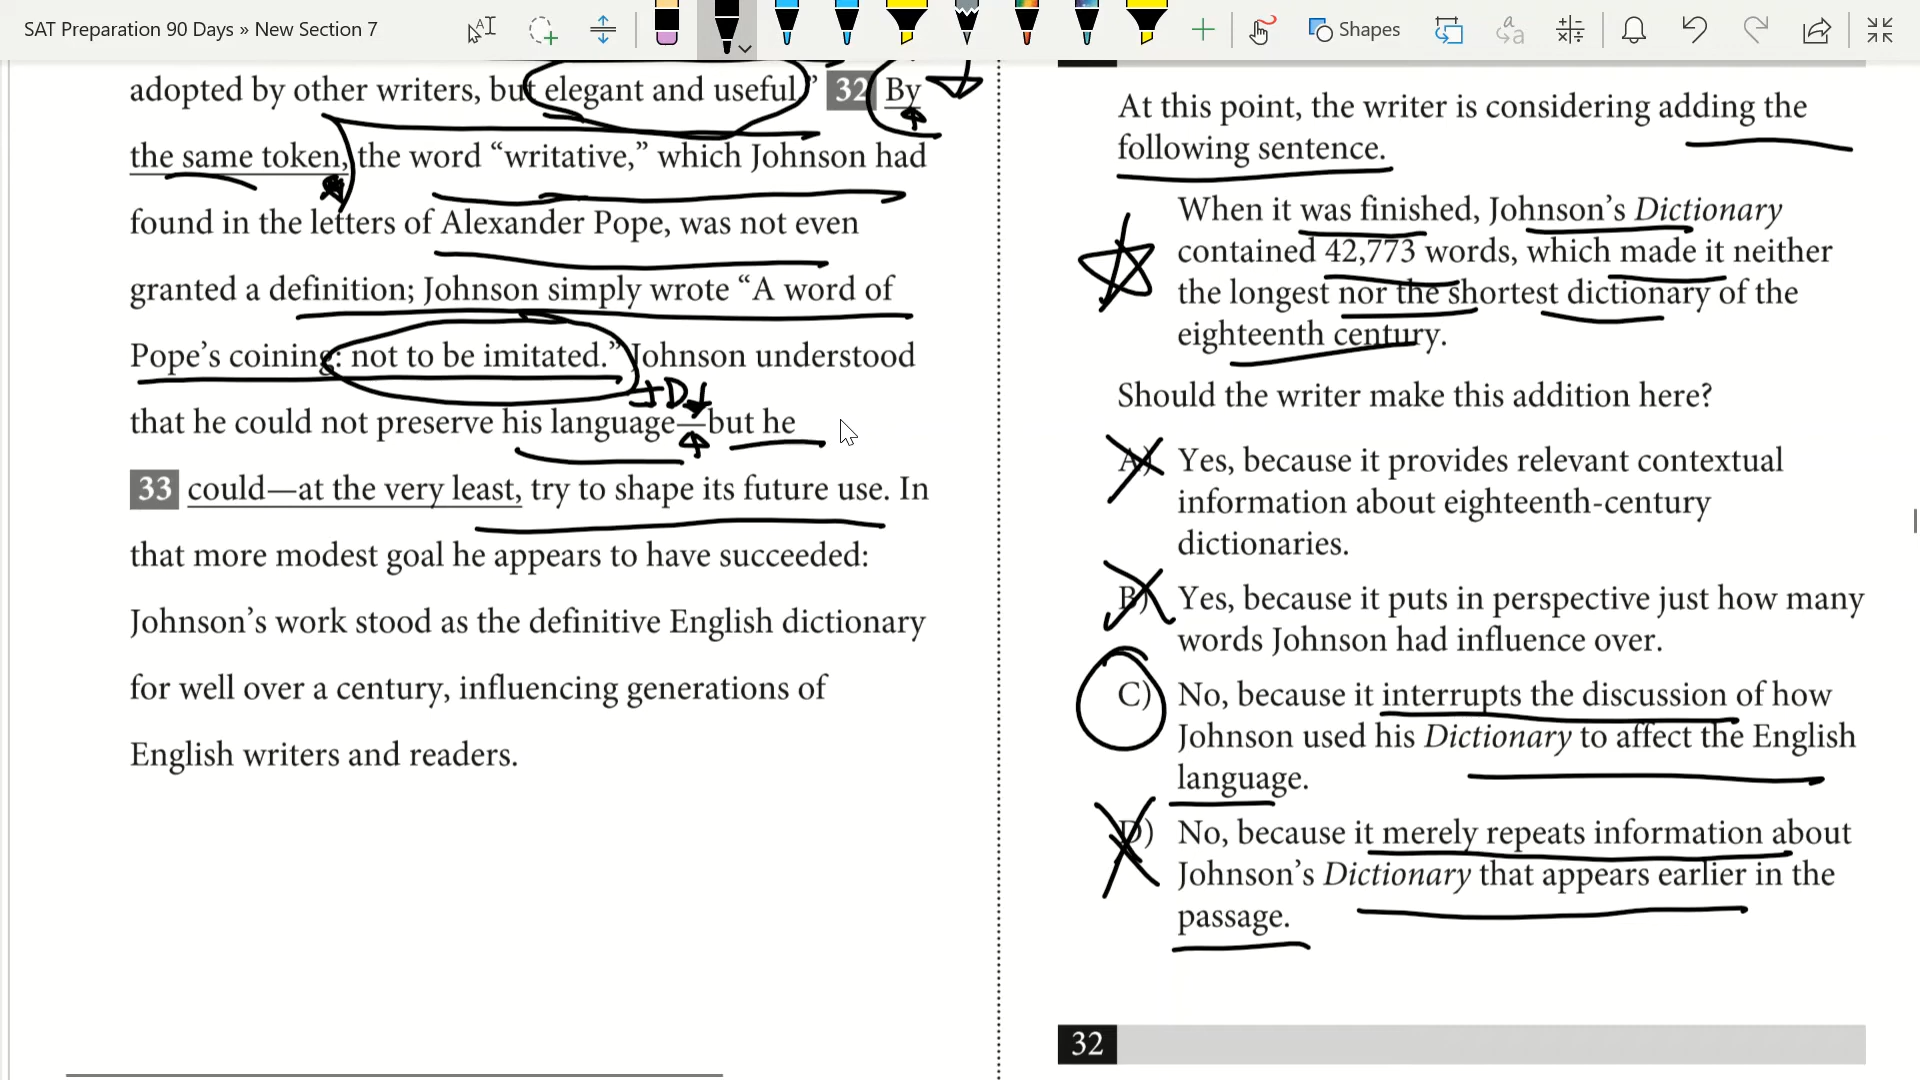 SAT Preparation 90 Days » New Section 7
Shapes
adopted by other writers, but elegant and useful.” 32 By
the same token, the word “writative,” which Johnson had
found in the letters of Alexander Pope, was not even
granted a definition; Johnson simply wrote “A word of
Pope’s coining: not to be imitated.” Johnson understood
that he could not preserve his language—but he
33 could—at the very least, try to shape its future use. In
that more modest goal he appears to have succeeded:
Johnson’s work stood as the definitive English dictionary
for well over a century, influencing generations of
English writers and readers.
At this point, the writer is considering adding the
following sentence.
When it was finished, Johnson’s Dictionary
contained 42,773 words, which made it neither
the longest nor the shortest dictionary of the
eighteenth century.
Should the writer make this addition here?
A) Yes, because it provides relevant contextual
information about eighteenth-century
dictionaries.
B) Yes, because it puts in perspective just how many
words Johnson had influence over.
C) No, because it interrupts the discussion of how
Johnson used his Dictionary to affect the English
language.
D) No, because it merely repeats information about
Johnson’s Dictionary that appears earlier in the
passage.
32